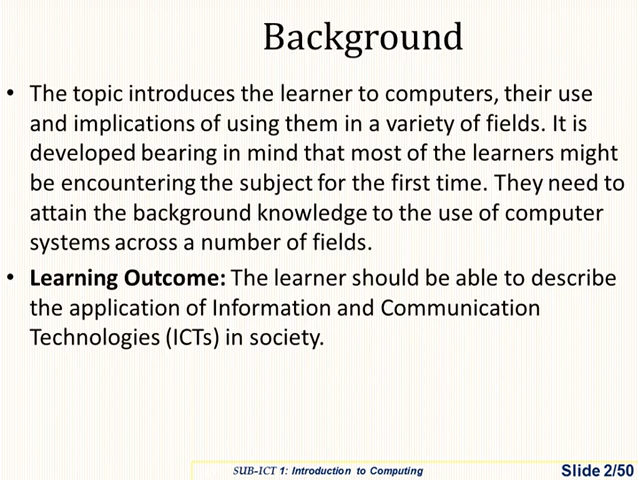 Background
• The topic introduces the learner to computers, their use
and implications of using them in a variety of fields. It is
developed bearing in mind that most of the learners might
be encountering the subject for the first time. They need to
attain the background knowledge to the use of computer
systems across a number of fields.
• Learning Outcome: The learner should be able to describe
the application of Information and Communication
Technologies (ICTs) in society.
SUB-ICT 1: Introduction to Computing
Slide 2/50